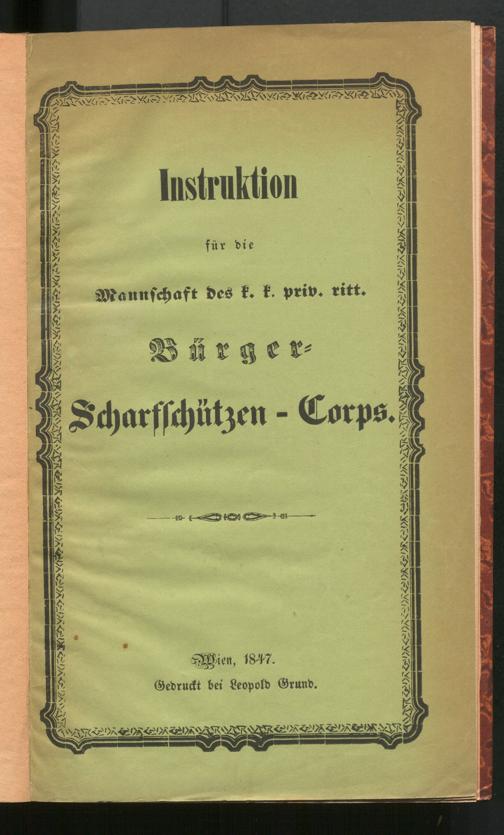 Instruktion
für die
Mannschaft des k. k. priv. ritt.
Bürger-
Scharfschützen - Corps.
Wien, 1847.
Gedruckt bei Leopold Grund.